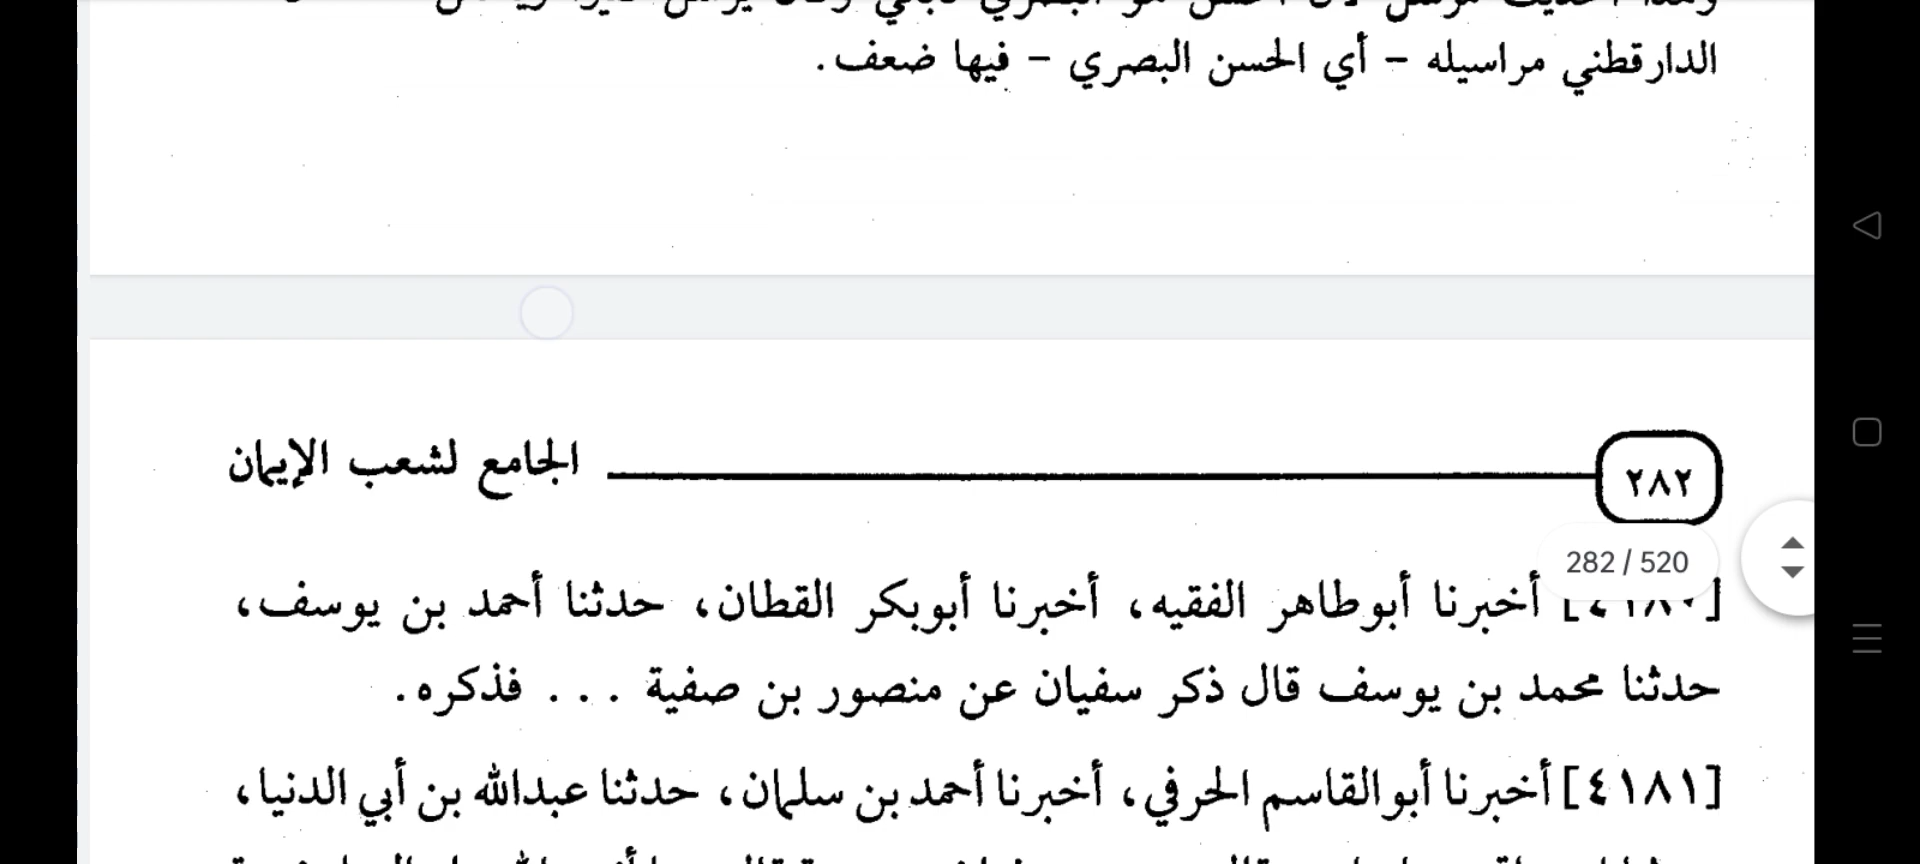 الدارقطني مراسيله – أي الحسن البصري – فيها ضعف.
٢٨٢ الجامع لشعب الإيمان
282 / 520
[٤١٨٠] أخبرنا أبوطاهر الفقيه، أخبرنا أبوبكر القطان، حدثنا أحمد بن يوسف،
حدثنا محمد بن يوسف قال ذكر سفيان عن منصور بن صفية . . . فذكره.
[٤١٨١] أخبرنا أبوالقاسم الحرفي، أخبرنا أحمد بن سلمان، حدثنا عبدالله بن أبي الدنيا،